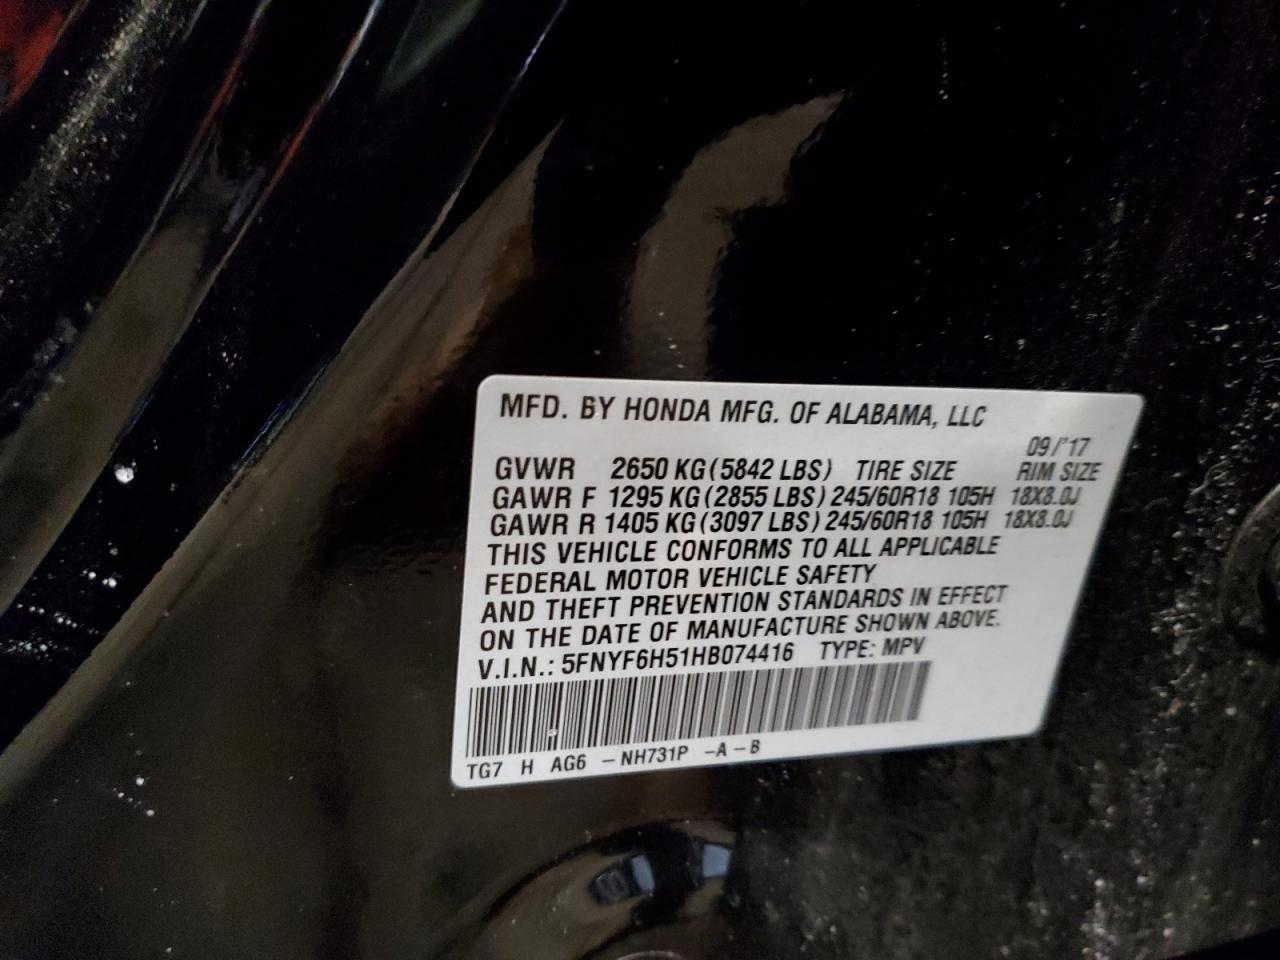 MFD. BY HONDA MFG. OF ALABAMA, LLC
09/'17
GVWR 2650 KG (5842 LBS) TIRE SIZE RIM SIZE
GAWR F 1295 KG (2855 LBS) 245/60R18 105H 18X8.0J
GAWR R 1405 KG (3097 LBS) 245/60R18 105H 18X8.0J
THIS VEHICLE CONFORMS TO ALL APPLICABLE
FEDERAL MOTOR VEHICLE SAFETY
AND THEFT PREVENTION STANDARDS IN EFFECT
ON THE DATE OF MANUFACTURE SHOWN ABOVE.
V.I.N.: 5FNYF6H51HB074416 TYPE: MPV
TG7 H AG6 – NH731P – A – B